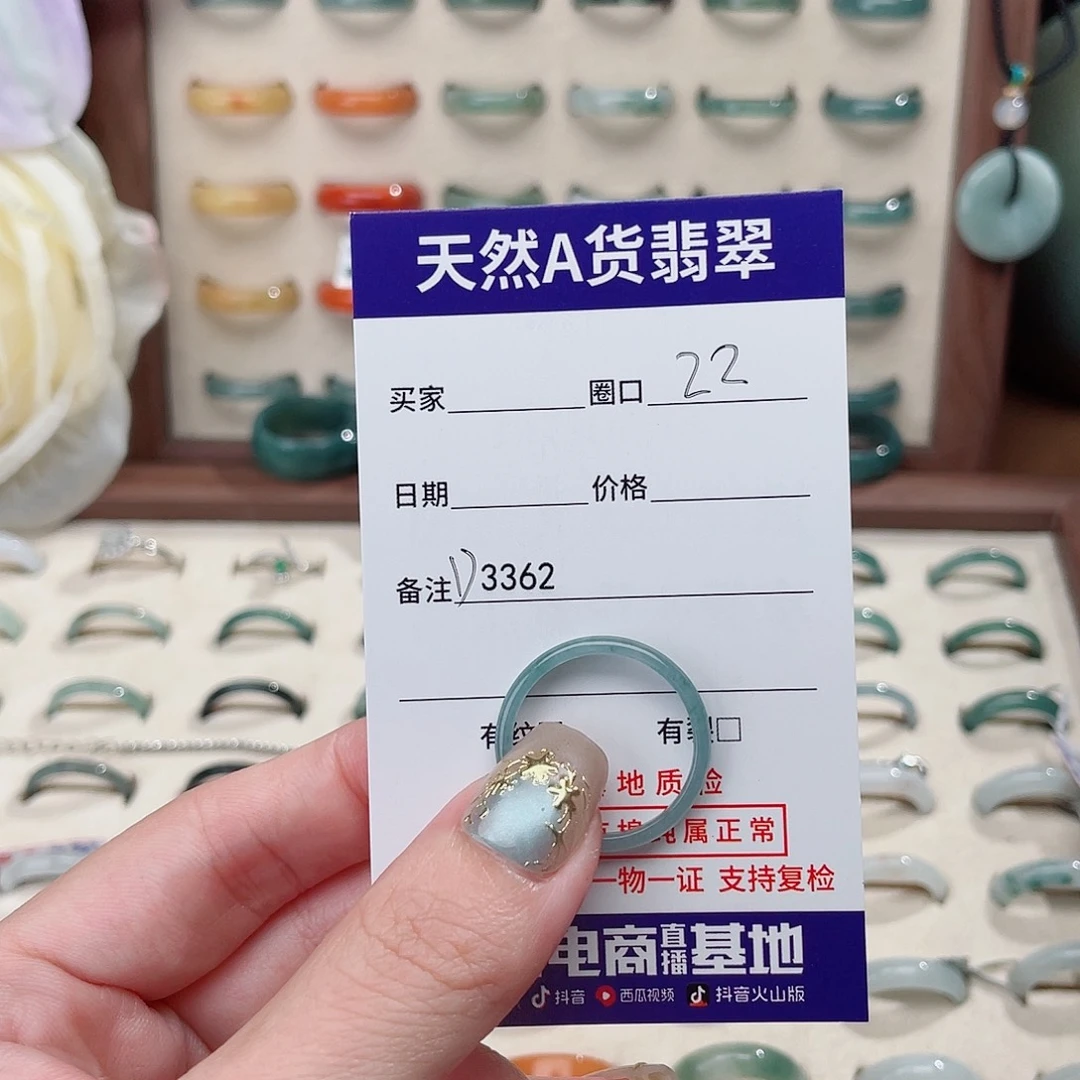 天然A货翡翠
买家 圈口 22
日期 价格
备注 D3362
有纹 有裂□
地质检
纯属正常
一物一证 支持复检
电商直播基地
抖音 西瓜视频 抖音火山版